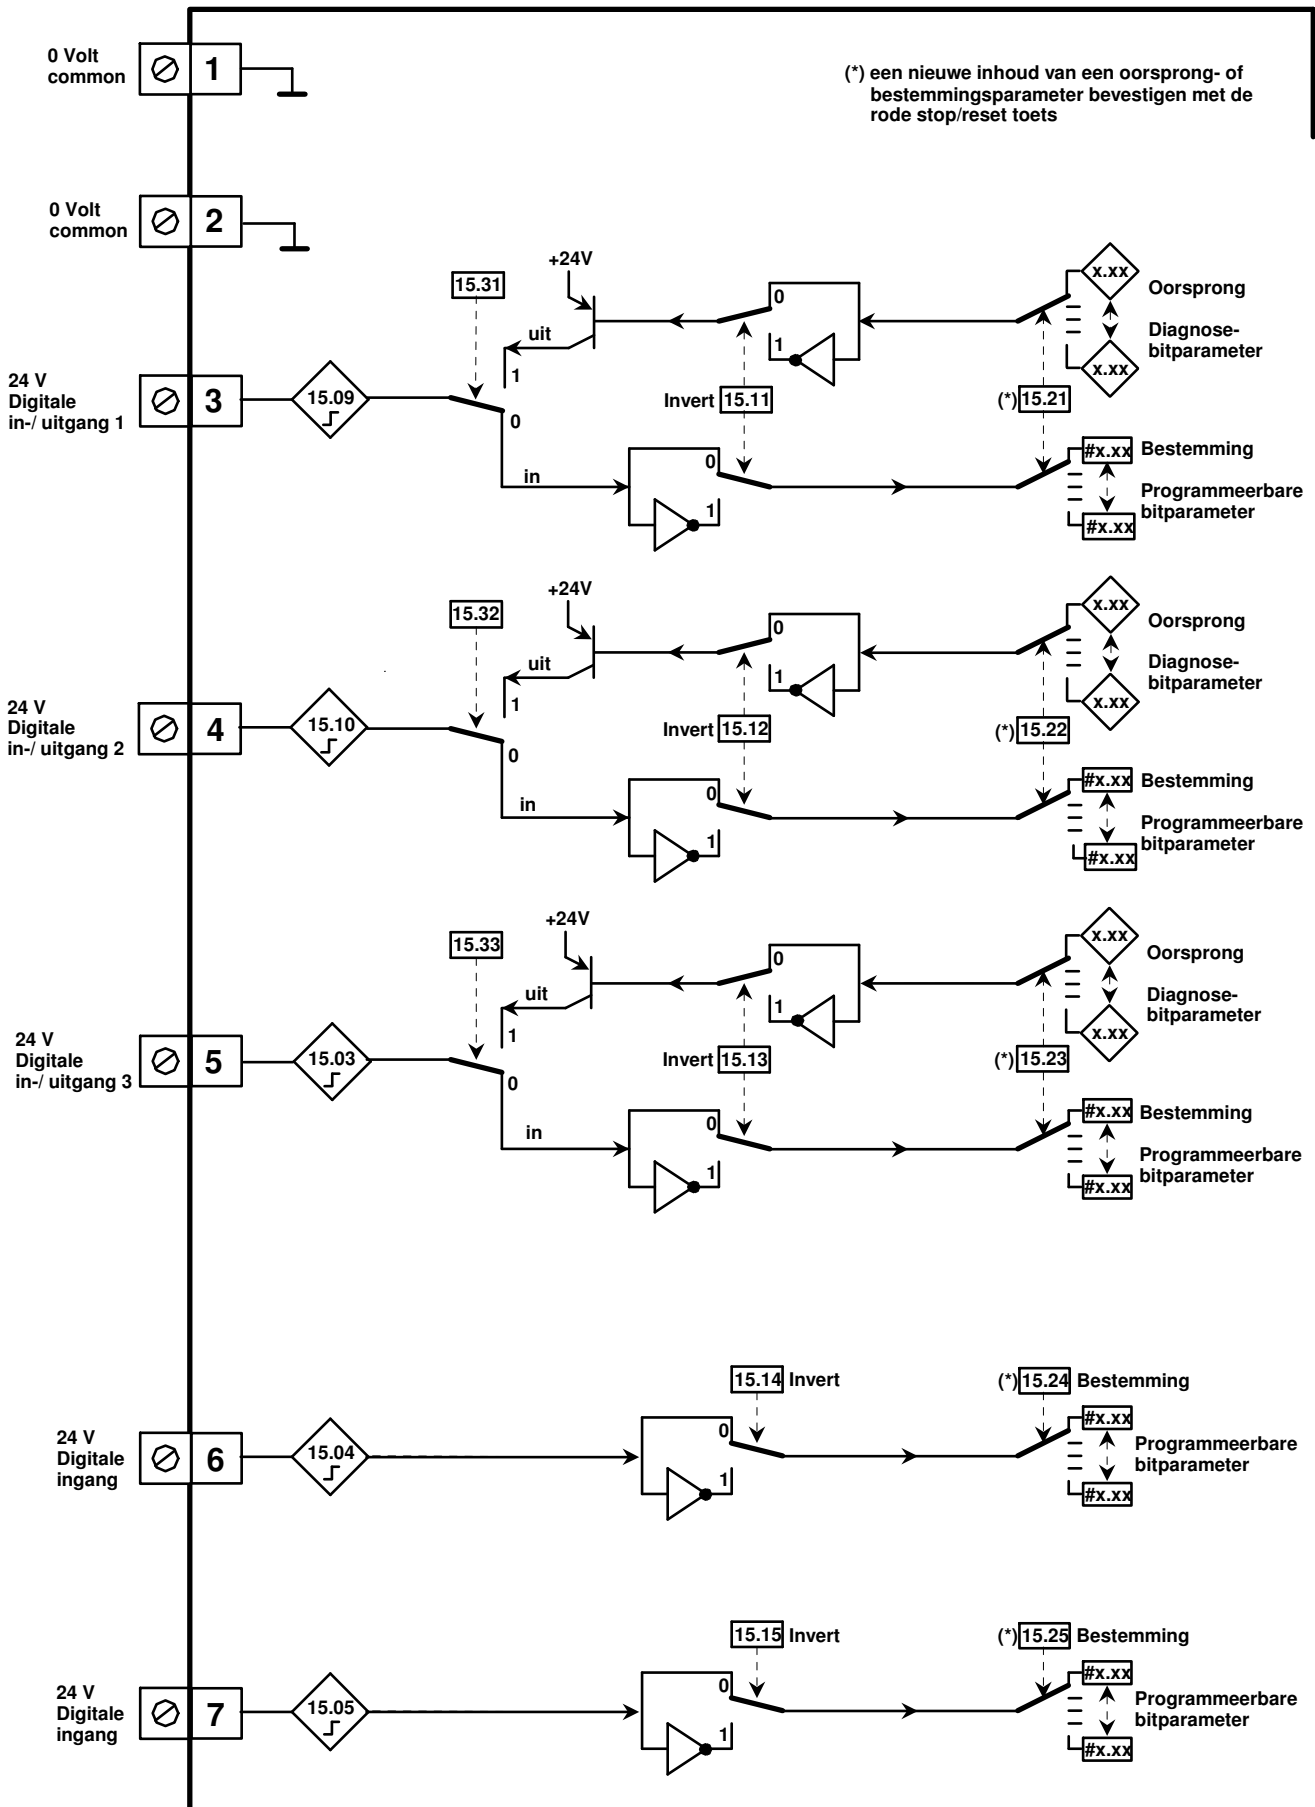 0 Volt
common
1
(*) een nieuwe inhoud van een oorsprong- of
bestemmingsparameter bevestigen met de
rode stop/reset toets
0 Volt
common
2
24 V
Digitale
in-/ uitgang 1
3
15.09
15.31
+24V
uit
1
0
in
0
1
Invert 15.11
0
1
(*) 15.21
x.xx
x.xx
Oorsprong
Diagnose-
bitparameter
#x.xx
#x.xx
Bestemming
Programmeerbare
bitparameter
24 V
Digitale
in-/ uitgang 2
4
15.10
15.32
+24V
uit
1
0
in
0
1
Invert 15.12
0
1
(*) 15.22
x.xx
x.xx
Oorsprong
Diagnose-
bitparameter
#x.xx
#x.xx
Bestemming
Programmeerbare
bitparameter
24 V
Digitale
in-/ uitgang 3
5
15.03
15.33
+24V
uit
1
0
in
0
1
Invert 15.13
0
1
(*) 15.23
x.xx
x.xx
Oorsprong
Diagnose-
bitparameter
#x.xx
#x.xx
Bestemming
Programmeerbare
bitparameter
24 V
Digitale
ingang
6
15.04
15.14 Invert
0
1
(*) 15.24 Bestemming
#x.xx
#x.xx
Programmeerbare
bitparameter
24 V
Digitale
ingang
7
15.05
15.15 Invert
0
1
(*) 15.25 Bestemming
#x.xx
#x.xx
Programmeerbare
bitparameter